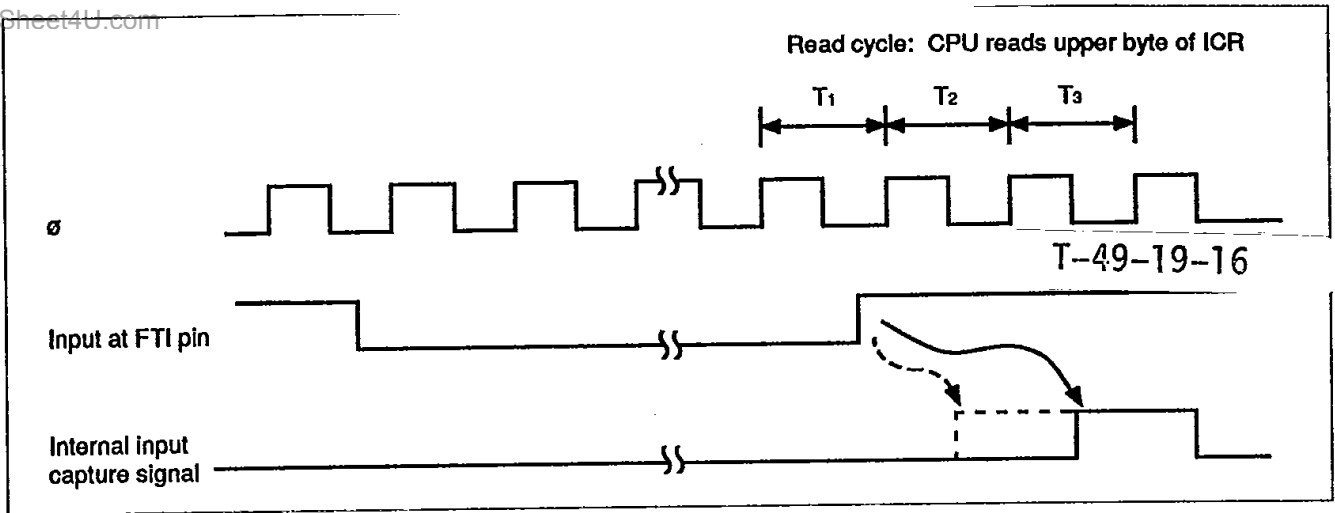 Sheet4U.com
Read cycle: CPU reads upper byte of ICR
T1 T2 T3
ø
T-49-19-16
Input at FTI pin
Internal input
capture signal